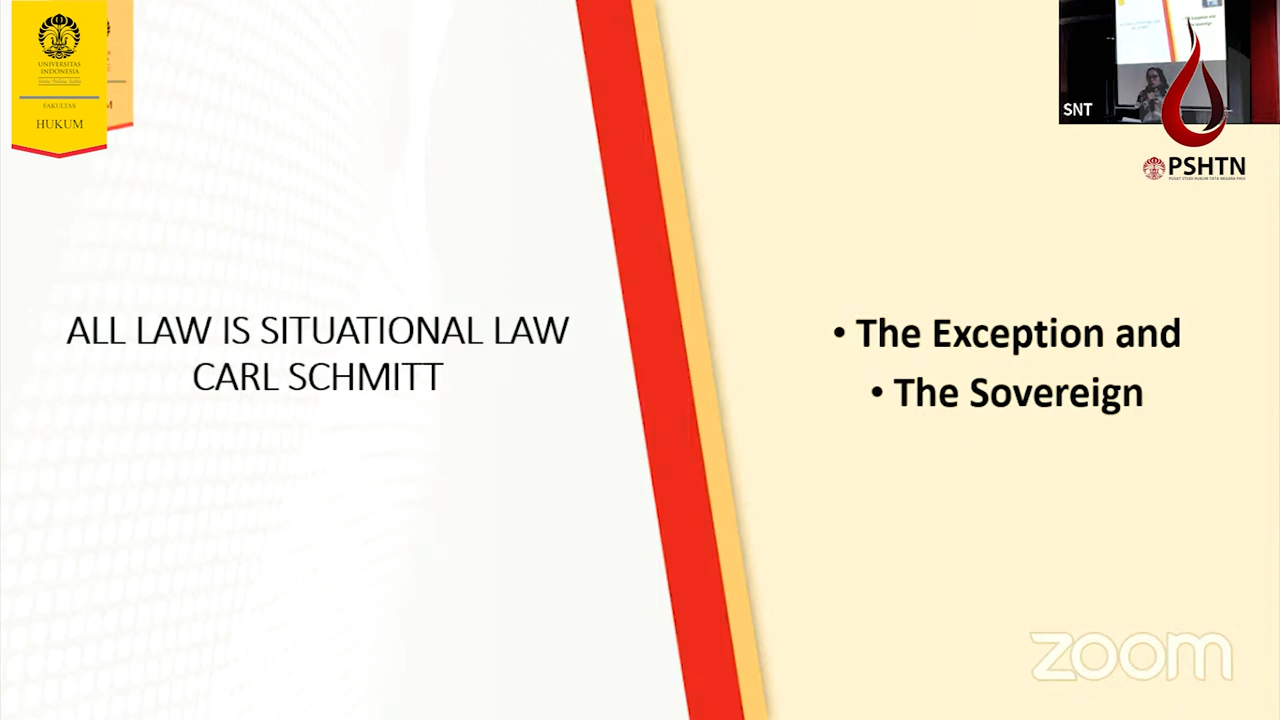 UNIVERSITAS
INDONESIA
FAKULTAS
HUKUM
ALL LAW IS SITUATIONAL LAW
CARL SCHMITT
• The Exception and
• The Sovereign
SNT
PSHTN
zoom